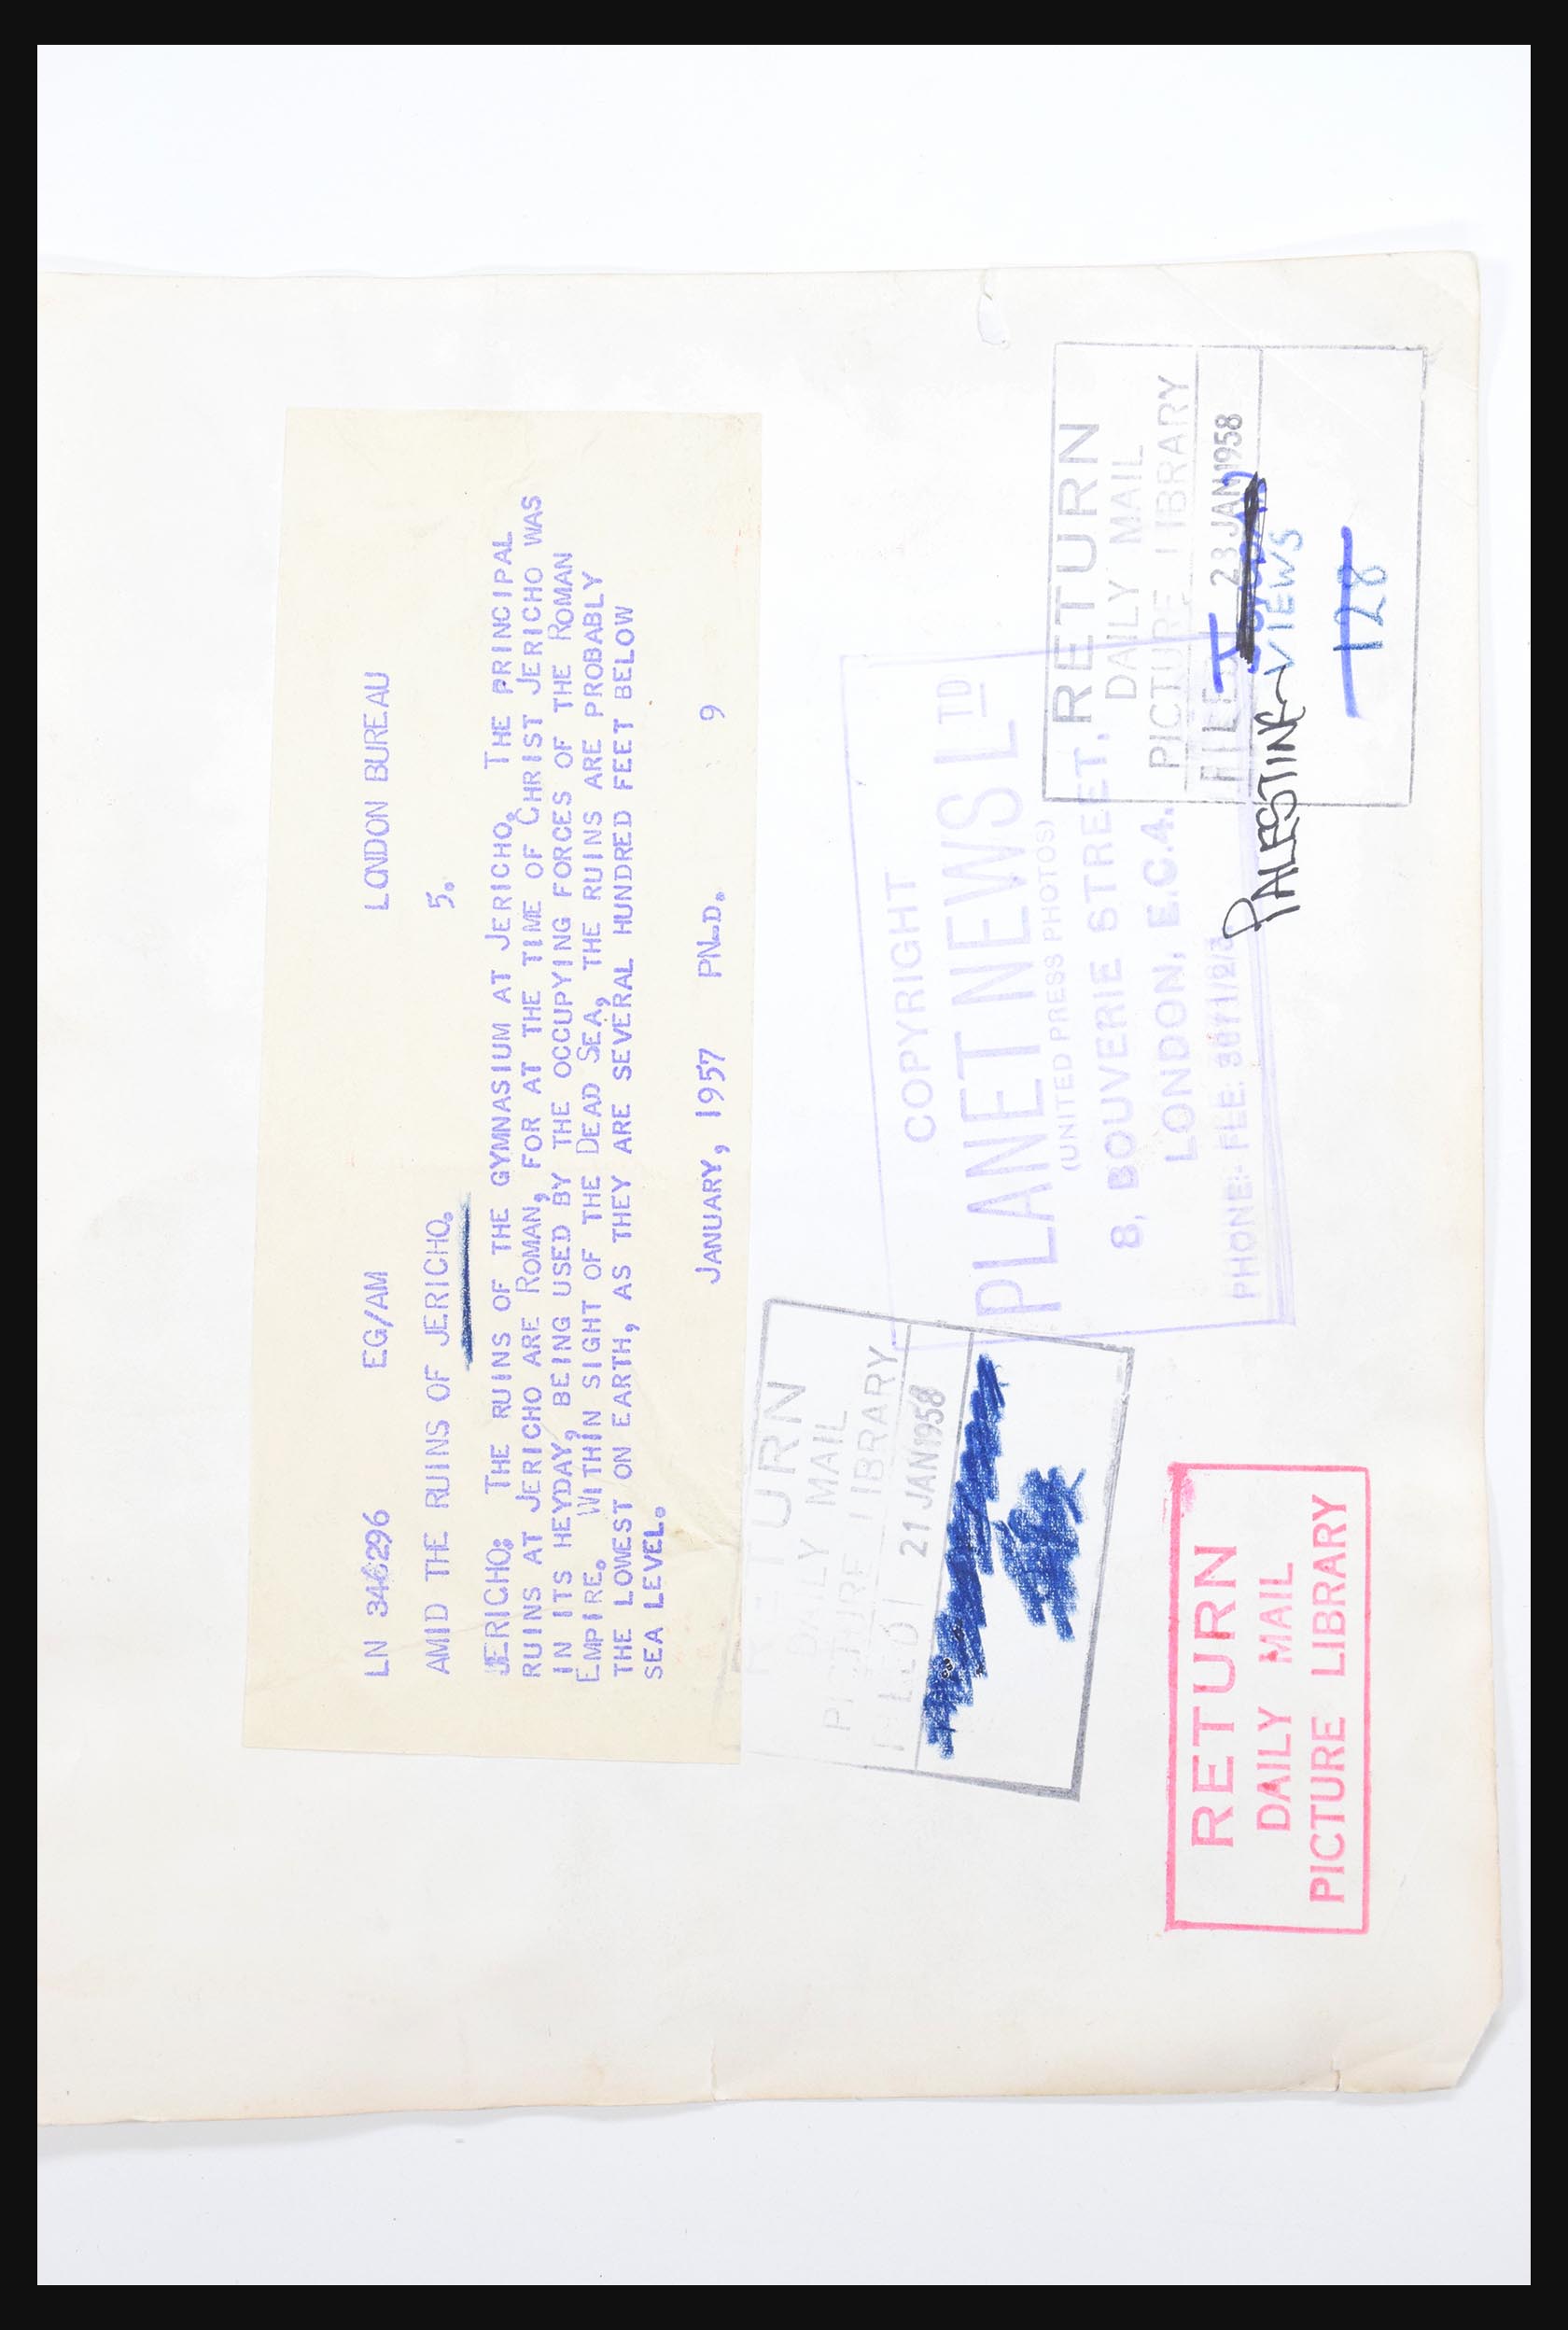 LN 346296 EG/AM LONDON BUREAU
AMID THE RUINS OF JERICHO. 5.
JERICHO: THE RUINS OF THE GYMNASIUM AT JERICHO. THE PRINCIPAL
RUINS AT JERICHO ARE ROMAN, FOR AT THE TIME OF CHRIST JERICHO WAS
IN ITS HEYDAY, BEING USED BY THE OCCUPYING FORCES OF THE ROMAN
EMPIRE. WITHIN SIGHT OF THE DEAD SEA, THE RUINS ARE PROBABLY
THE LOWEST ON EARTH, AS THEY ARE SEVERAL HUNDRED FEET BELOW
SEA LEVEL.
JANUARY, 1957 PN-D. 9
RETURN
DAILY MAIL
PICTURE LIBRARY
FILED 21 JAN 1958
COPYRIGHT
PLANET NEWS LTD
(UNITED PRESS PHOTOS)
8, BOUVERIE STREET,
LONDON, E.C.4.
PHONE: FLE.
RETURN
DAILY MAIL
PICTURE LIBRARY
FILED 28 JAN 1958
PALESTINE VIEWS
128
RETURN
DAILY MAIL
PICTURE LIBRARY